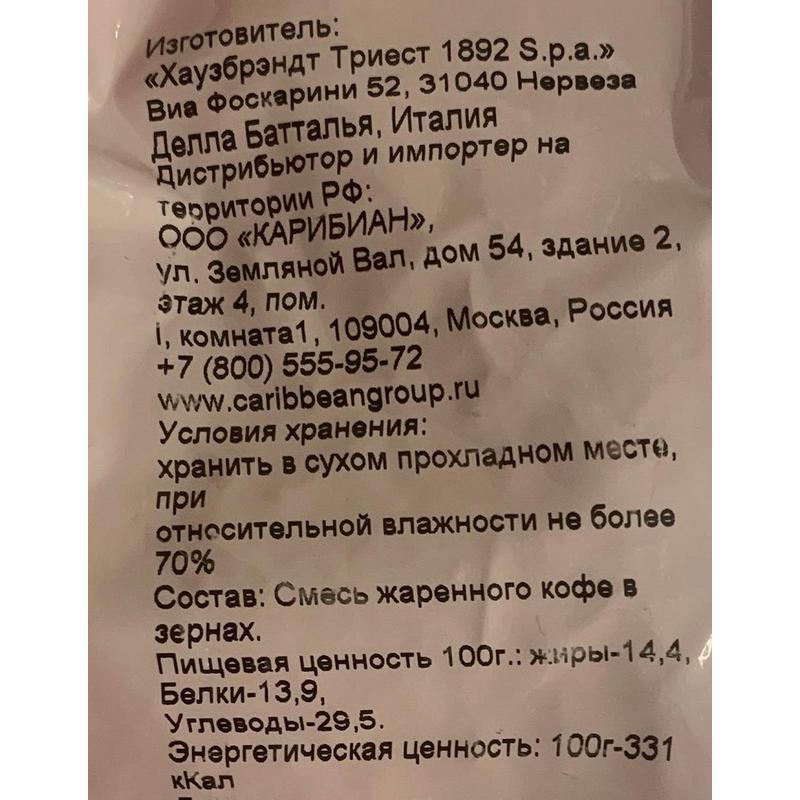 Изготовитель:
«Хаузбрэндт Триест 1892 S.p.a.»
Виа Фоскарини 52, 31040 Нервеза
Делла Батталья, Италия
Дистрибьютор и импортер на
территории РФ:
ООО «КАРИБИАН»,
ул. Земляной Вал, дом 54, здание 2,
этаж 4, пом.
I, комната1, 109004, Москва, Россия
+7 (800) 555-95-72
www.caribbeangroup.ru
Условия хранения:
хранить в сухом прохладном месте,
при
относительной влажности не более
70%
Состав: Смесь жаренного кофе в
зернах.
Пищевая ценность 100г.: жиры-14,4,
Белки-13,9,
Углеводы-29,5.
Энергетическая ценность: 100г-331
кКал